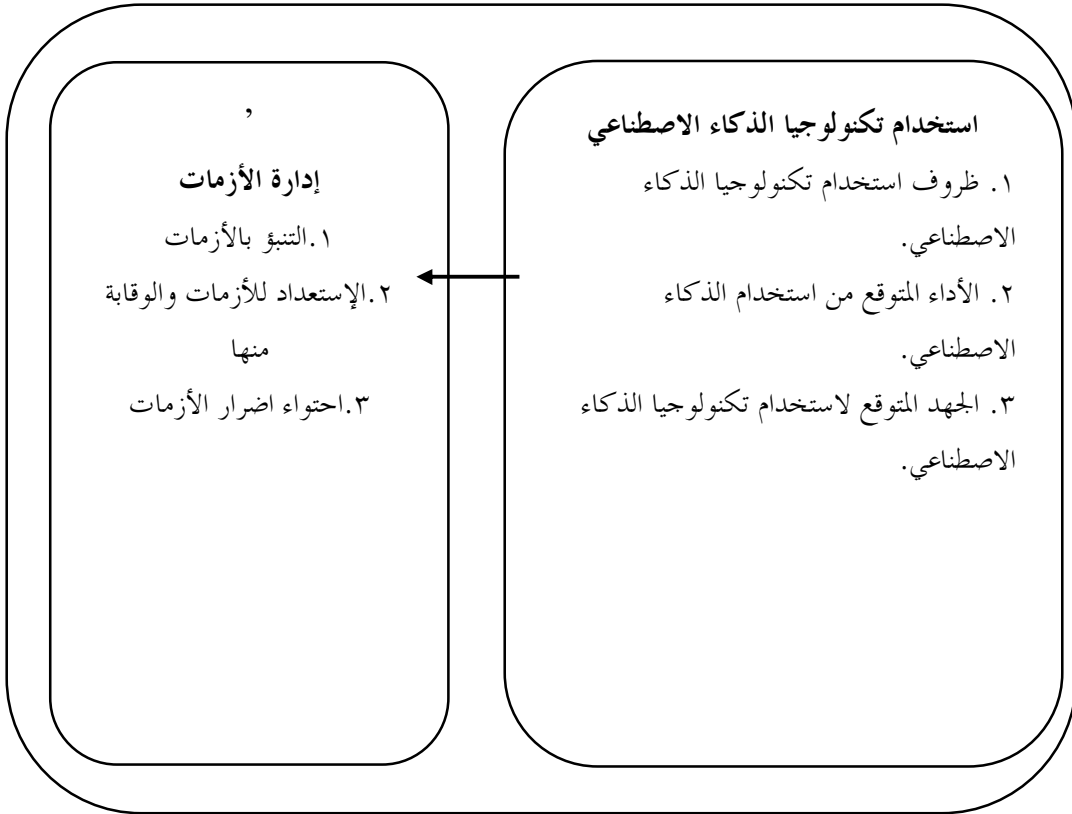 استخدام تكنولوجيا الذكاء الاصطناعي
١. ظروف استخدام تكنولوجيا الذكاء
الاصطناعي.
٢. الأداء المتوقع من استخدام الذكاء
الاصطناعي.
٣. الجهد المتوقع لاستخدام تكنولوجيا الذكاء
الاصطناعي.
,
إدارة الأزمات
١.التنبؤ بالأزمات
٢.الإستعداد للأزمات والوقابة
منها
٣.احتواء اضرار الأزمات